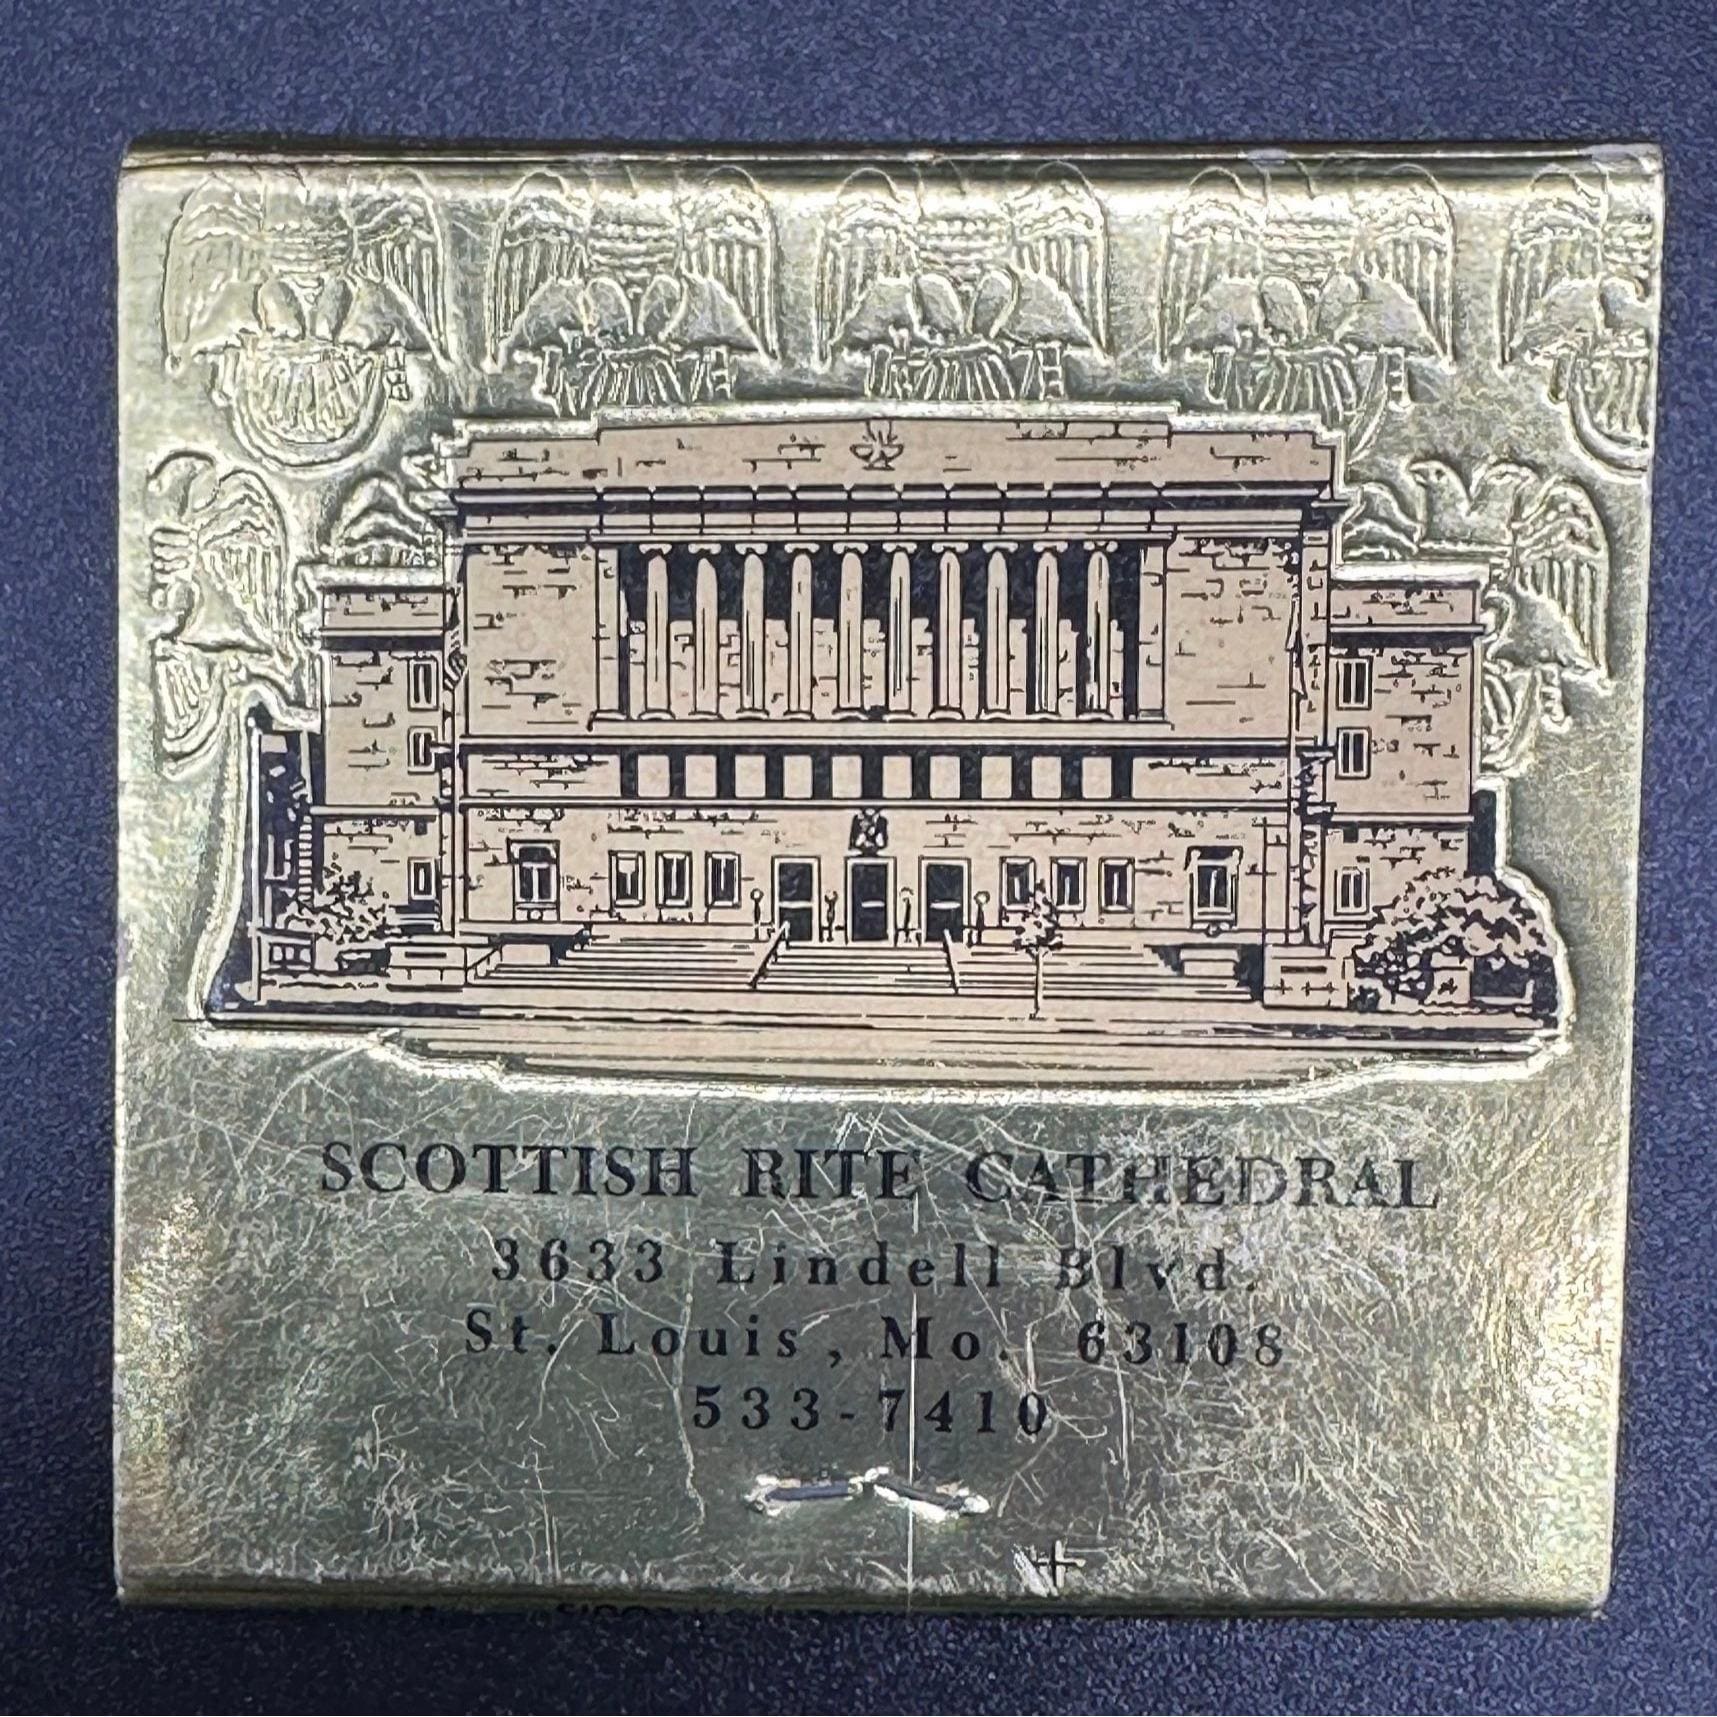 SCOTTISH RITE CATHEDRAL
3633 Lindell Blvd.
St. Louis, Mo. 63108
533-7410